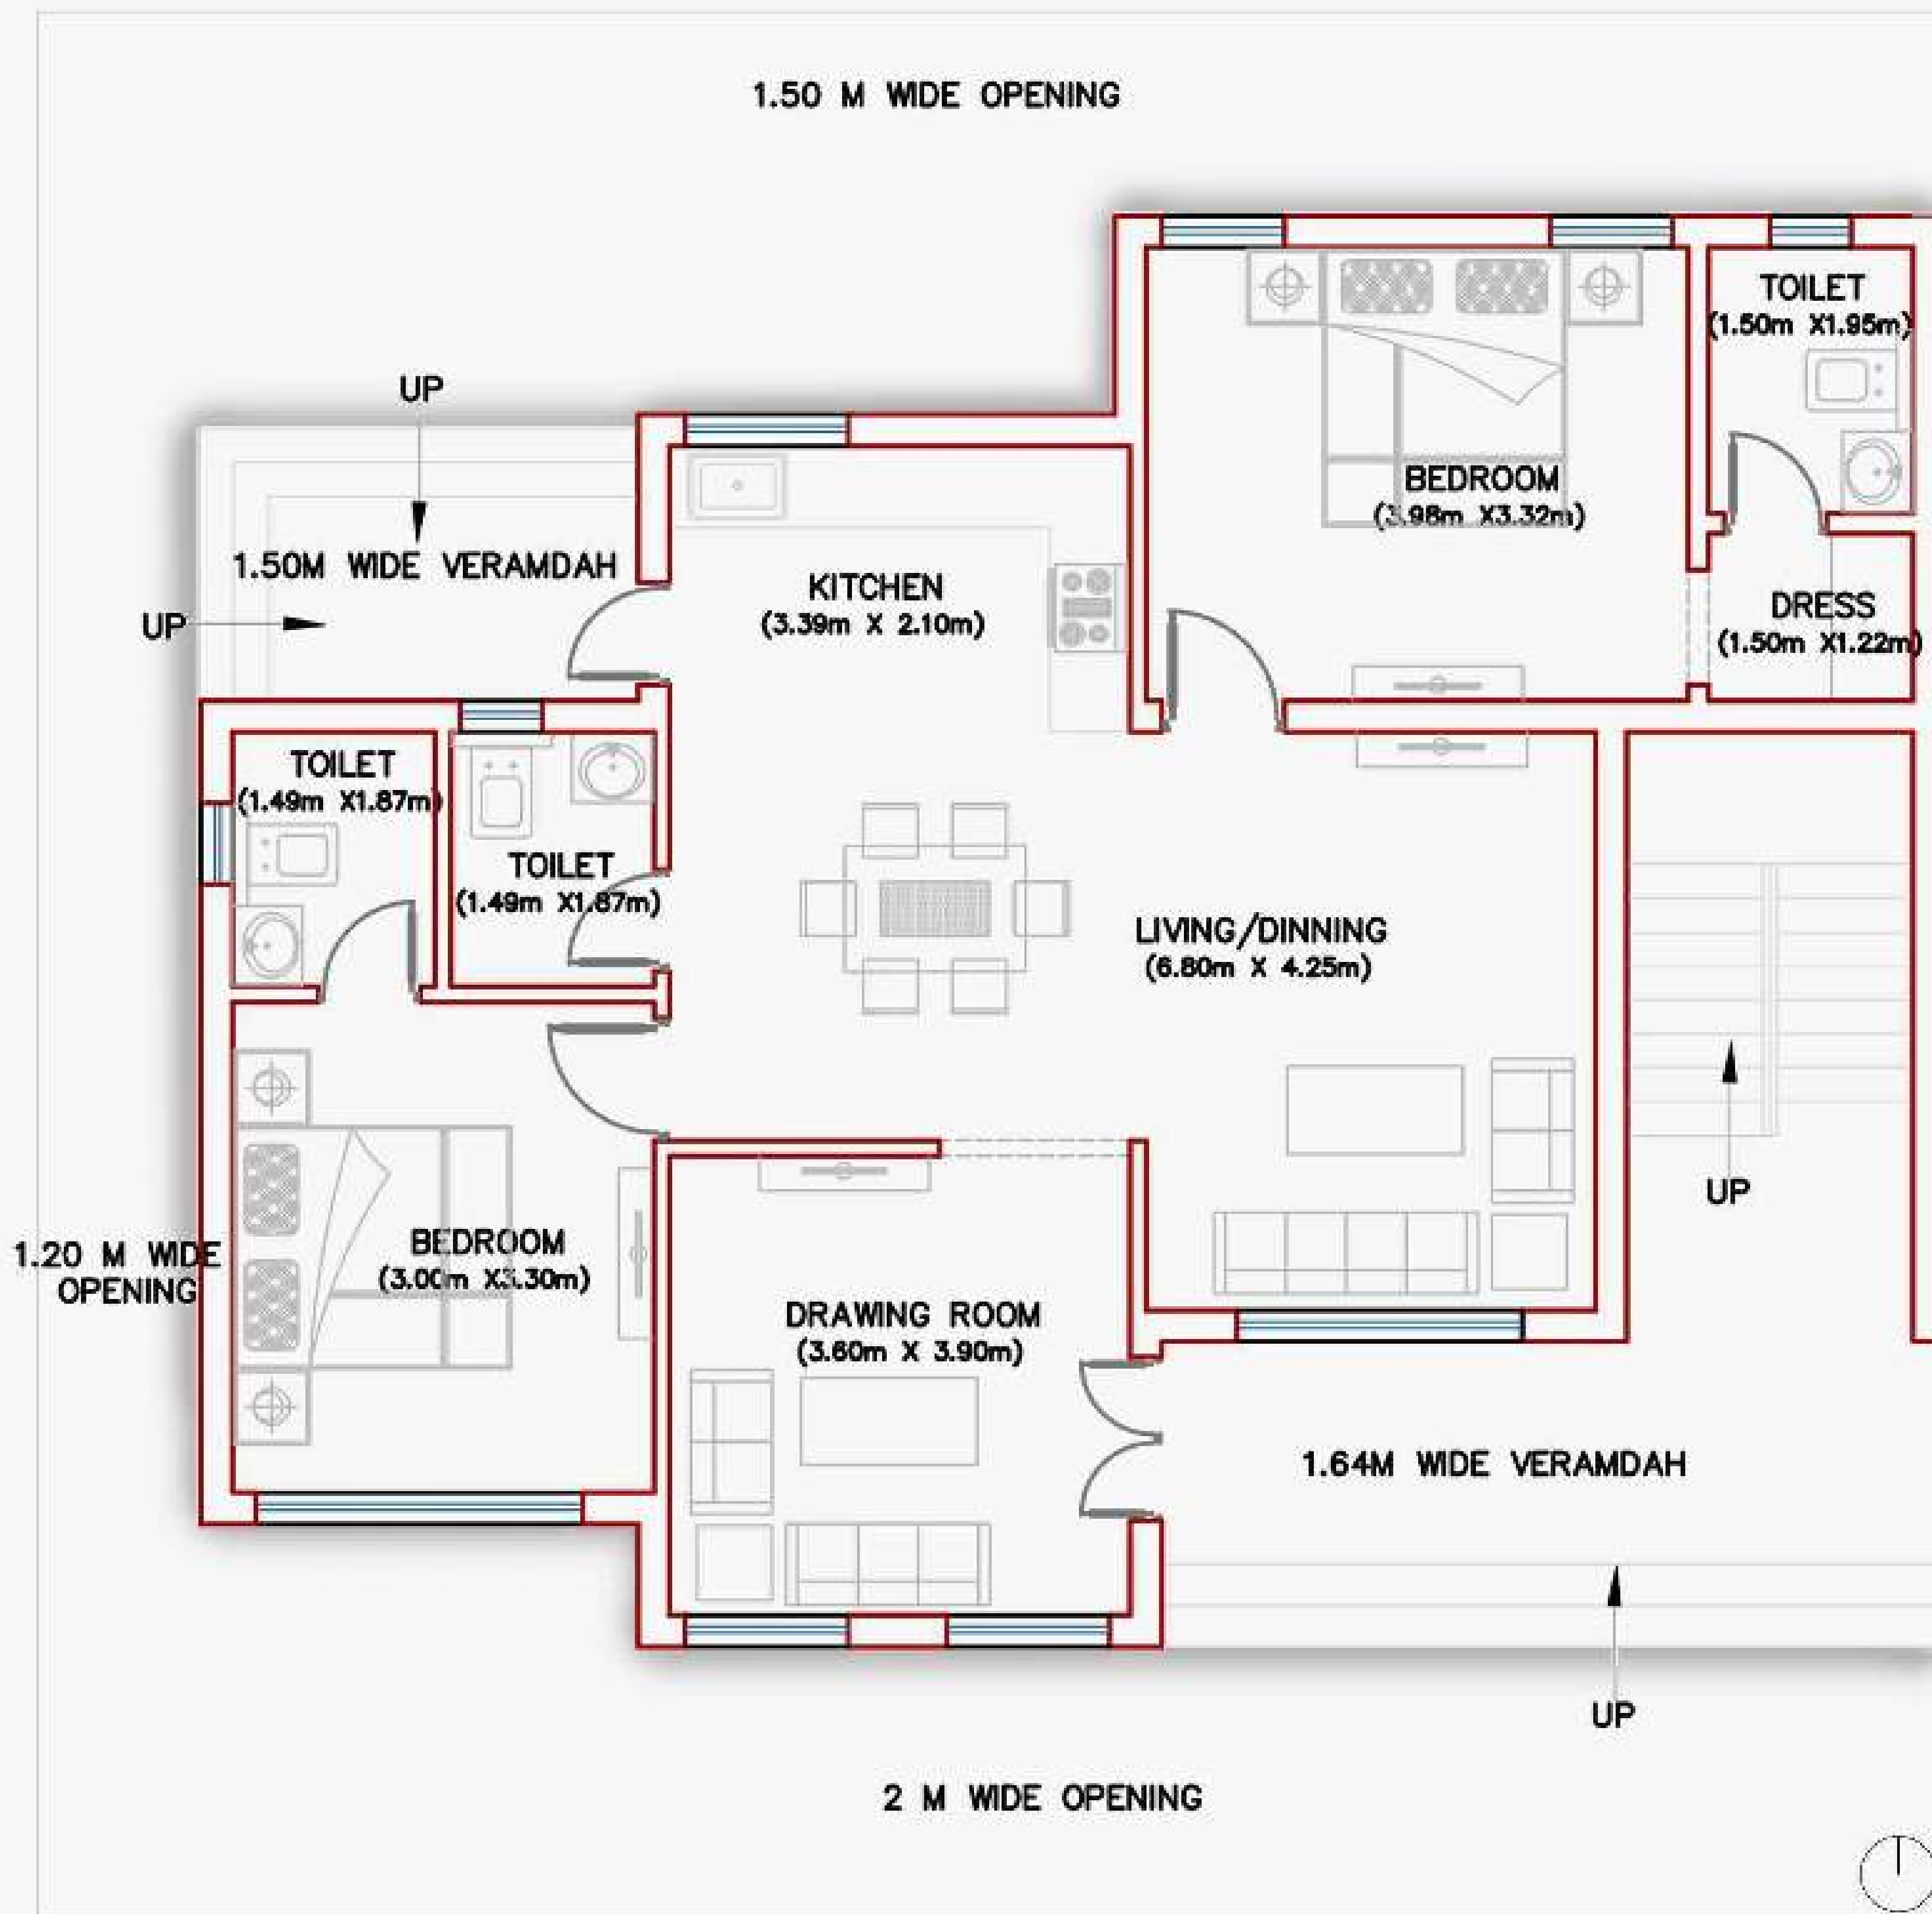 1.50 M WIDE OPENING
TOILET
(1.50m X1.95m)
UP
BEDROOM
(3.98m X3.32m)
1.50M WIDE VERAMDAH
KITCHEN
(3.39m X 2.10m)
UP
DRESS
(1.50m X1.22m)
TOILET
(1.49m X1.87m)
TOILET
(1.49m X1.87m)
LIVING/DINNING
(6.80m X 4.25m)
UP
1.20 M WIDE
OPENING
BEDROOM
(3.00m X3.30m)
DRAWING ROOM
(3.60m X 3.90m)
1.64M WIDE VERAMDAH
UP
2 M WIDE OPENING